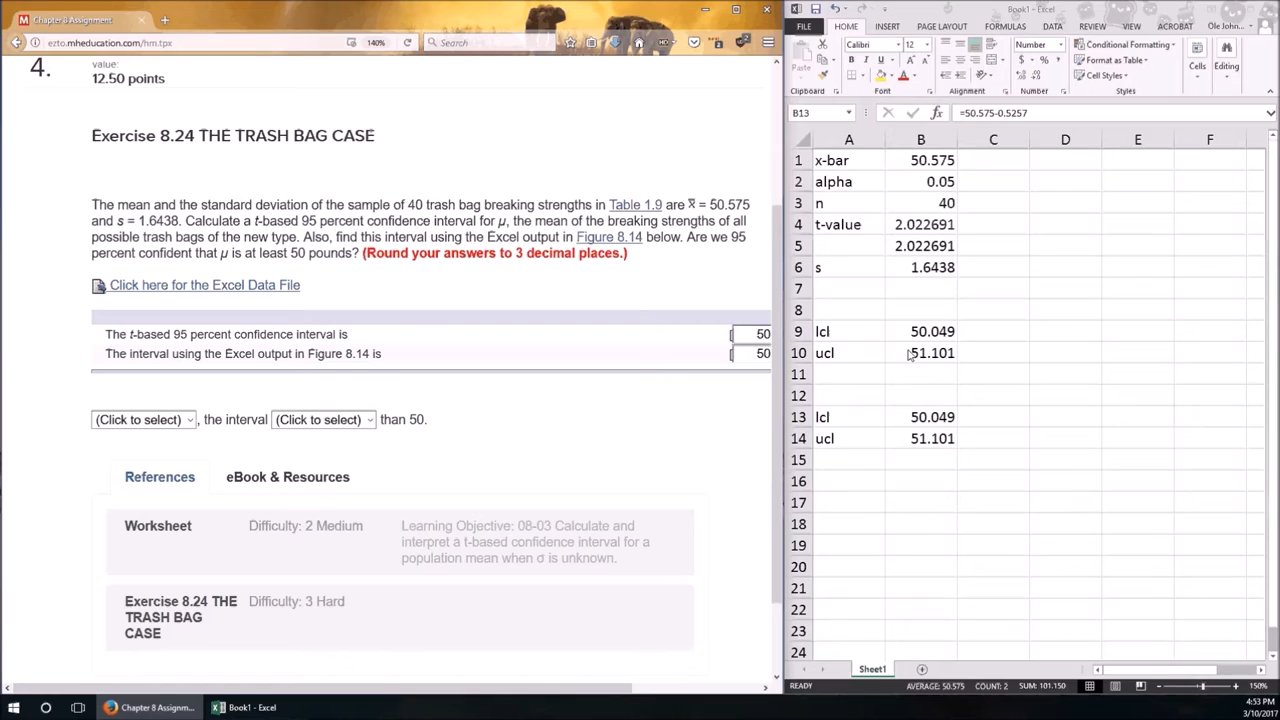 Chapter 8 Assignment
Book1 - Excel
ezto.mheducation.com/hm.tpx
140%
Search
FILE HOME INSERT PAGE LAYOUT FORMULAS DATA REVIEW VIEW ACROBAT Ole John...
Calibri 12 Number
Conditional Formatting
Format as Table
Cell Styles
Paste
Cells
Editing
Clipboard Font Alignment Number Styles
B13 =50.575-0.5257
A B C D E F
1 x-bar 50.575
2 alpha 0.05
3 n 40
4 t-value 2.022691
5 2.022691
6 s 1.6438
7
8
9 lcl 50.049
10 ucl 51.101
11
12
13 lcl 50.049
14 ucl 51.101
15
16
17
18
19
20
21
22
23
24
Sheet1
READY AVERAGE: 50.575 COUNT: 2 SUM: 101.150 150%
4. value:
12.50 points
Exercise 8.24 THE TRASH BAG CASE
The mean and the standard deviation of the sample of 40 trash bag breaking strengths in Table 1.9 are x̅ = 50.575
and s = 1.6438. Calculate a t-based 95 percent confidence interval for μ, the mean of the breaking strengths of all
possible trash bags of the new type. Also, find this interval using the Excel output in Figure 8.14 below. Are we 95
percent confident that μ is at least 50 pounds? (Round your answers to 3 decimal places.)
Click here for the Excel Data File
The t-based 95 percent confidence interval is [ 50
The interval using the Excel output in Figure 8.14 is [ 50
(Click to select) , the interval (Click to select) than 50.
References eBook & Resources
Worksheet Difficulty: 2 Medium Learning Objective: 08-03 Calculate and
interpret a t-based confidence interval for a
population mean when σ is unknown.
Exercise 8.24 THE Difficulty: 3 Hard
TRASH BAG
CASE
Chapter 8 Assignm... Book1 - Excel
4:53 PM
3/10/2017